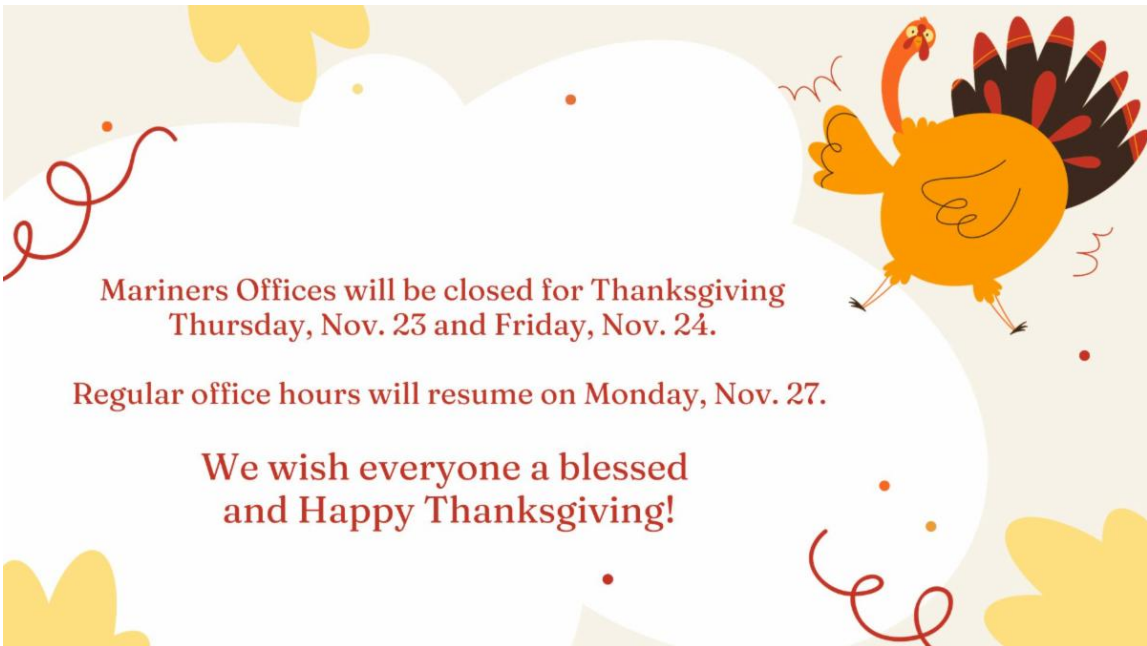 Mariners Offices will be closed for Thanksgiving
Thursday, Nov. 23 and Friday, Nov. 24.
Regular office hours will resume on Monday, Nov. 27.
We wish everyone a blessed
and Happy Thanksgiving!